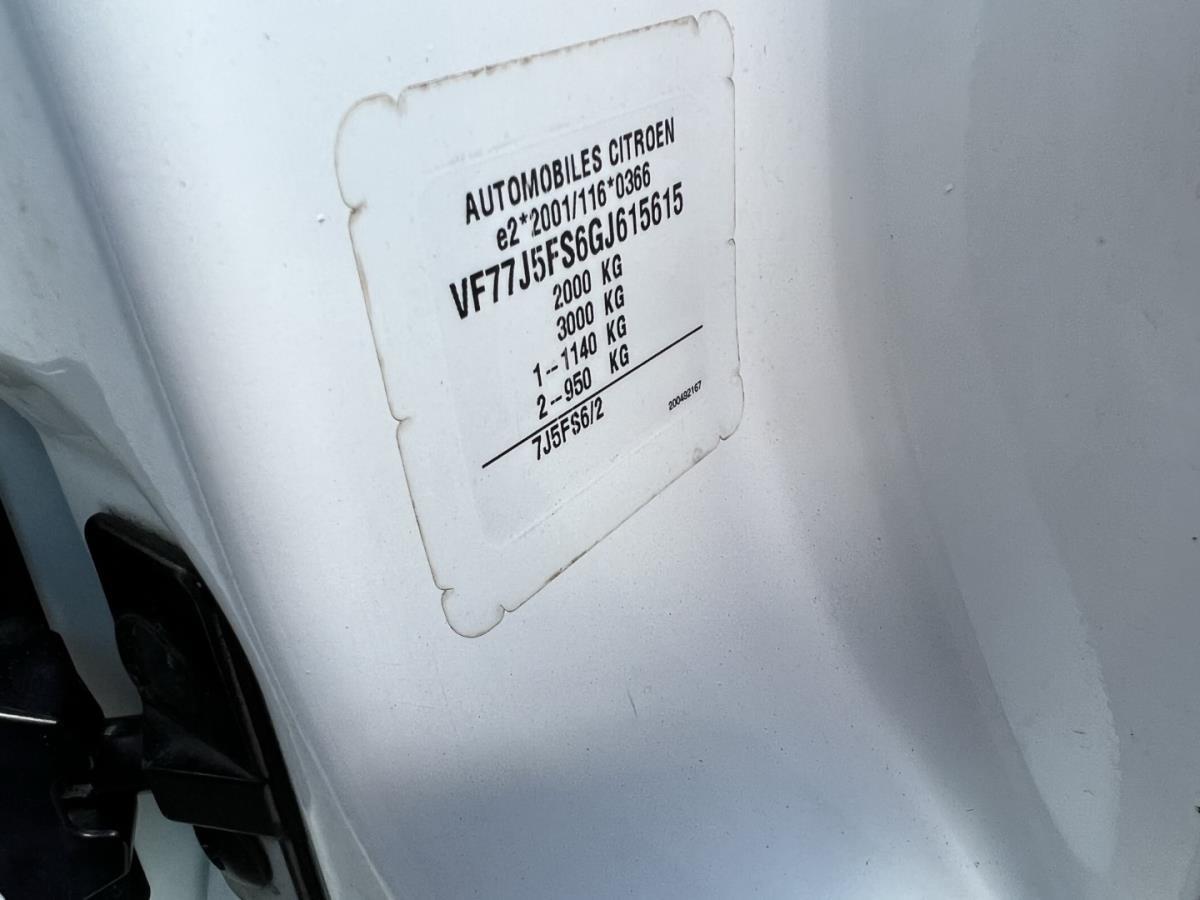 AUTOMOBILES CITROEN
e2*2001/116*0366
VF77J5FS6GJ615615
2000 KG
3000 KG
1--1140 KG
2--950 KG
7J5FS6/2
200492167